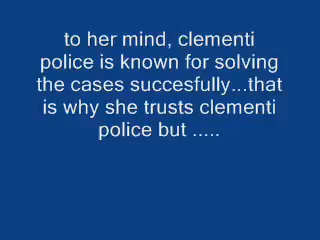 to her mind, clementi
police is known for solving
the cases succesfully...that
is why she trusts clementi
police but .....